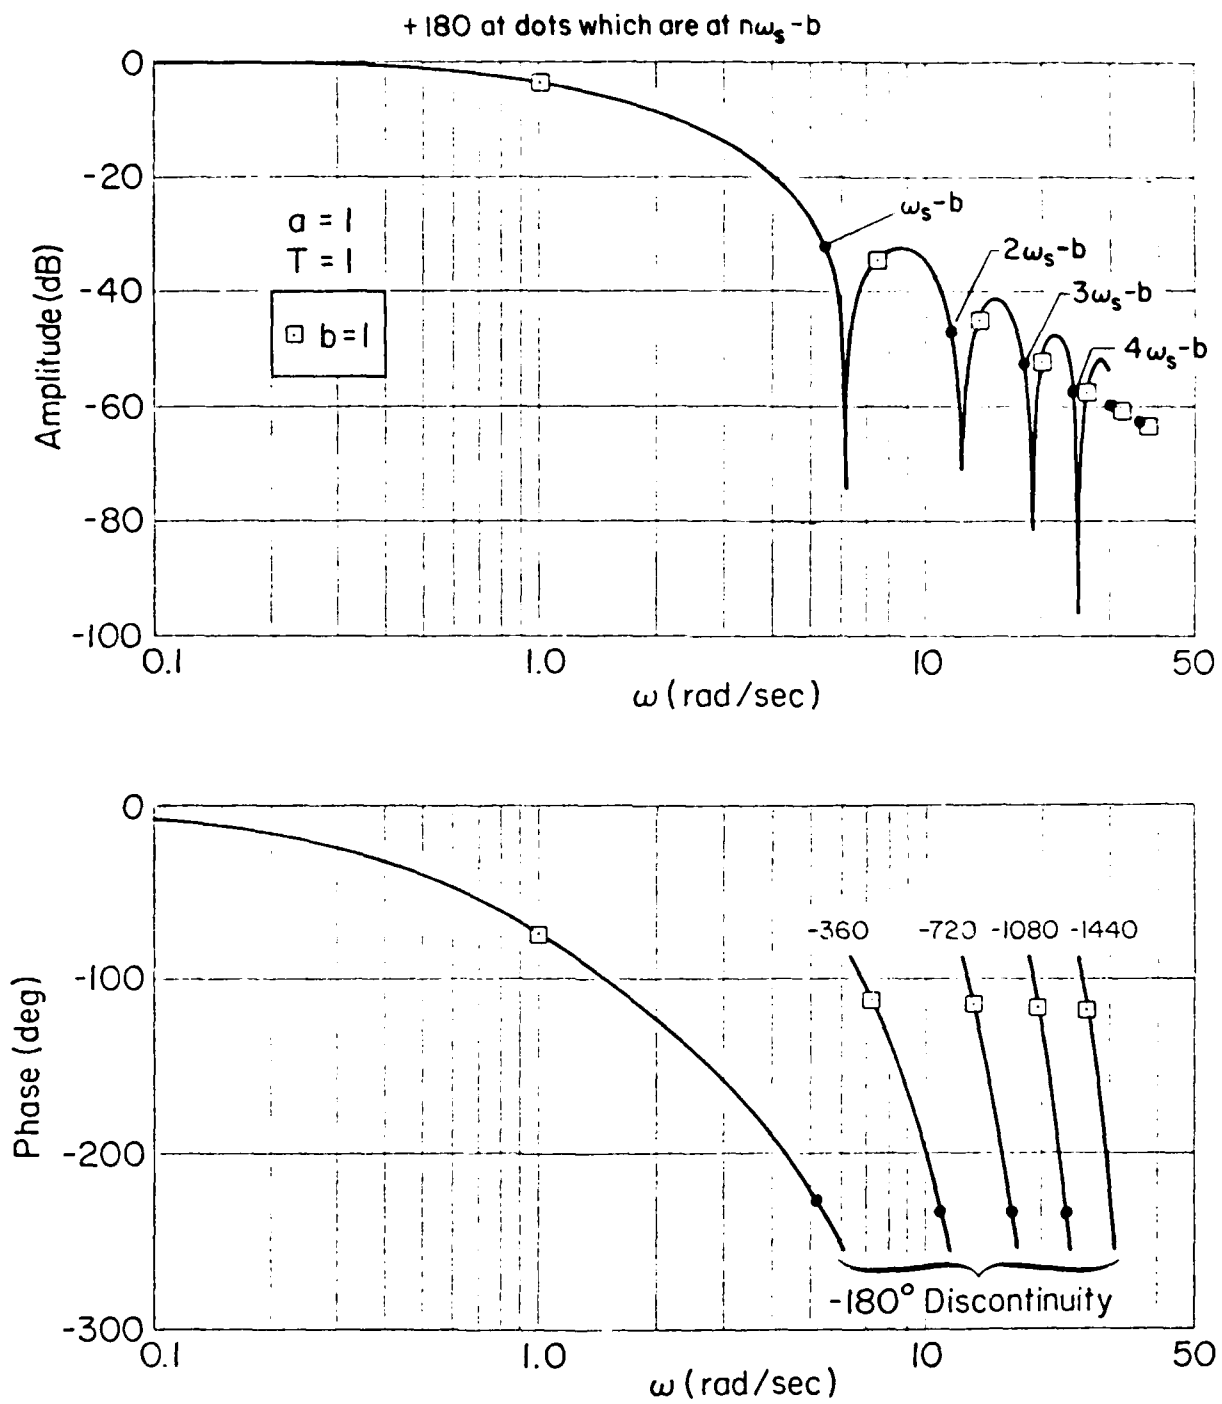 +180 at dots which are at nωs-b
0
-20
-40
-60
-80
-100
Amplitude (dB)
a = 1
T = 1
b=1
ωs-b
2ωs-b
3ωs-b
4ωs-b
0.1
1.0
10
50
ω (rad/sec)
0
-100
-200
-300
Phase (deg)
-360
-720
-1080
-1440
-180° Discontinuity
0.1
1.0
10
50
ω (rad/sec)